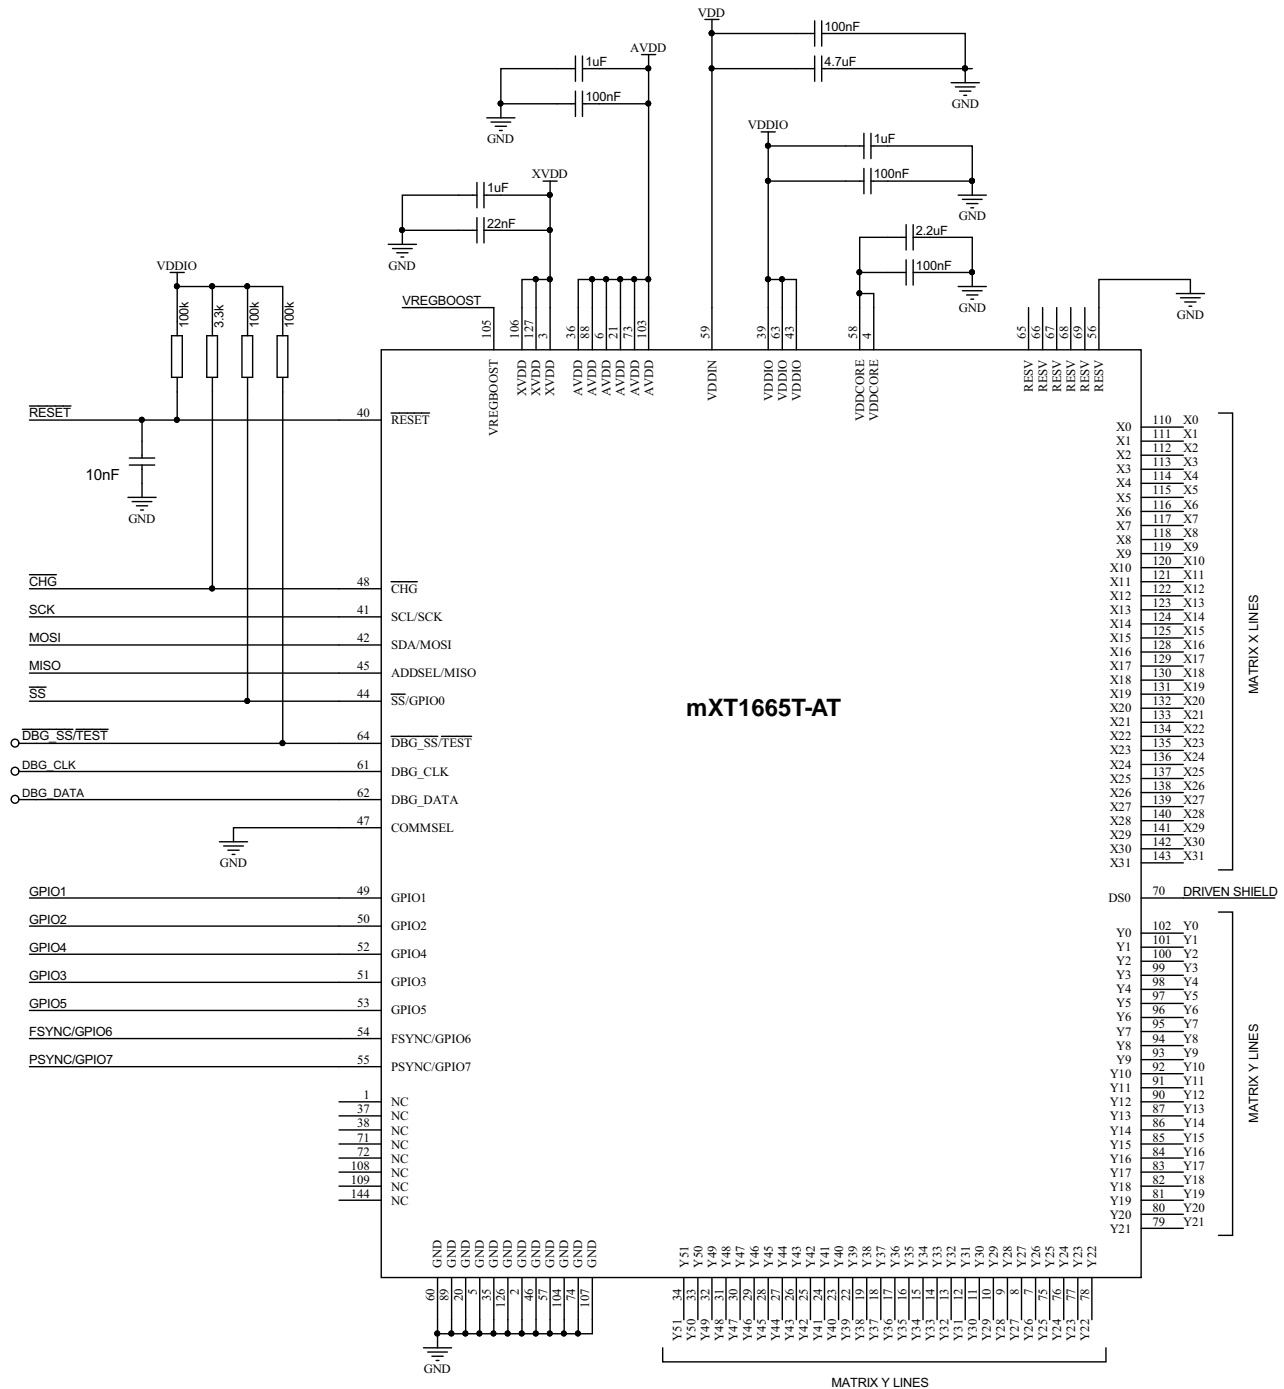 VDD
100nF
4.7uF
GND
AVDD
1uF
100nF
GND
VDDIO
1uF
100nF
GND
XVDD
1uF
22nF
GND
2.2uF
100nF
GND
VDDIO
100k
3.3k
100k
100k
VREGBOOST
GND
105
106
127
3
36
88
6
21
73
103
59
39
63
43
58
4
65
66
67
68
69
56
VREGBOOST
XVDD
XVDD
XVDD
AVDD
AVDD
AVDD
AVDD
AVDD
AVDD
VDDIN
VDDIO
VDDIO
VDDIO
VDDCORE
VDDCORE
RESV
RESV
RESV
RESV
RESV
RESV
RESET 40 RESET
10nF
GND
CHG 48 CHG
SCK 41 SCL/SCK
MOSI 42 SDA/MOSI
MISO 45 ADDSEL/MISO
SS 44 SS/GPIO0
DBG_SS/TEST 64 DBG_SS/TEST
DBG_CLK 61 DBG_CLK
DBG_DATA 62 DBG_DATA
47 COMMSEL
GND
GPIO1 49 GPIO1
GPIO2 50 GPIO2
GPIO4 52 GPIO4
GPIO3 51 GPIO3
GPIO5 53 GPIO5
FSYNC/GPIO6 54 FSYNC/GPIO6
PSYNC/GPIO7 55 PSYNC/GPIO7
1 NC
37 NC
38 NC
71 NC
72 NC
108 NC
109 NC
144 NC
mXT1665T-AT
X0 110 X0
X1 111 X1
X2 112 X2
X3 113 X3
X4 114 X4
X5 115 X5
X6 116 X6
X7 117 X7
X8 118 X8
X9 119 X9
X10 120 X10
X11 121 X11
X12 122 X12
X13 123 X13
X14 124 X14
X15 125 X15
X16 128 X16
X17 129 X17
X18 130 X18
X19 131 X19
X20 132 X20
X21 133 X21
X22 134 X22
X23 135 X23
X24 136 X24
X25 137 X25
X26 138 X26
X27 139 X27
X28 140 X28
X29 141 X29
X30 142 X30
X31 143 X31
MATRIX X LINES
DS0 70 DRIVEN SHIELD
Y0 102 Y0
Y1 101 Y1
Y2 100 Y2
Y3 99 Y3
Y4 98 Y4
Y5 97 Y5
Y6 96 Y6
Y7 95 Y7
Y8 94 Y8
Y9 93 Y9
Y10 92 Y10
Y11 91 Y11
Y12 90 Y12
Y13 87 Y13
Y14 86 Y14
Y15 85 Y15
Y16 84 Y16
Y17 83 Y17
Y18 82 Y18
Y19 81 Y19
Y20 80 Y20
Y21 79 Y21
MATRIX Y LINES
GND 60
GND 89
GND 20
GND 5
GND 35
GND 126
GND 2
GND 46
GND 57
GND 104
GND 74
GND 107
GND
Y51 34 Y51
Y50 33 Y50
Y49 32 Y49
Y48 31 Y48
Y47 30 Y47
Y46 29 Y46
Y45 28 Y45
Y44 27 Y44
Y43 26 Y43
Y42 25 Y42
Y41 24 Y41
Y40 23 Y40
Y39 22 Y39
Y38 19 Y38
Y37 18 Y37
Y36 17 Y36
Y35 16 Y35
Y34 15 Y34
Y33 14 Y33
Y32 13 Y32
Y31 12 Y31
Y30 11 Y30
Y29 10 Y29
Y28 9 Y28
Y27 8 Y27
Y26 7 Y26
Y25 75 Y25
Y24 76 Y24
Y23 77 Y23
Y22 78 Y22
MATRIX Y LINES